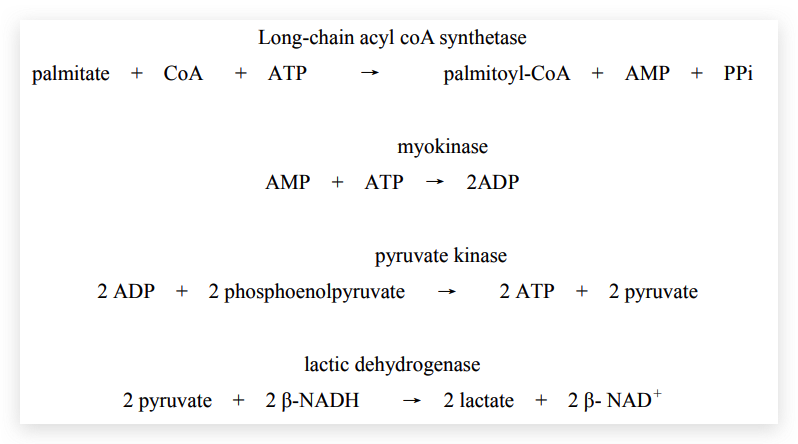 Long-chain acyl coA synthetase
palmitate + CoA + ATP → palmitoyl-CoA + AMP + PPi
myokinase
AMP + ATP → 2ADP
pyruvate kinase
2 ADP + 2 phosphoenolpyruvate → 2 ATP + 2 pyruvate
lactic dehydrogenase
2 pyruvate + 2 β-NADH → 2 lactate + 2 β- NAD⁺